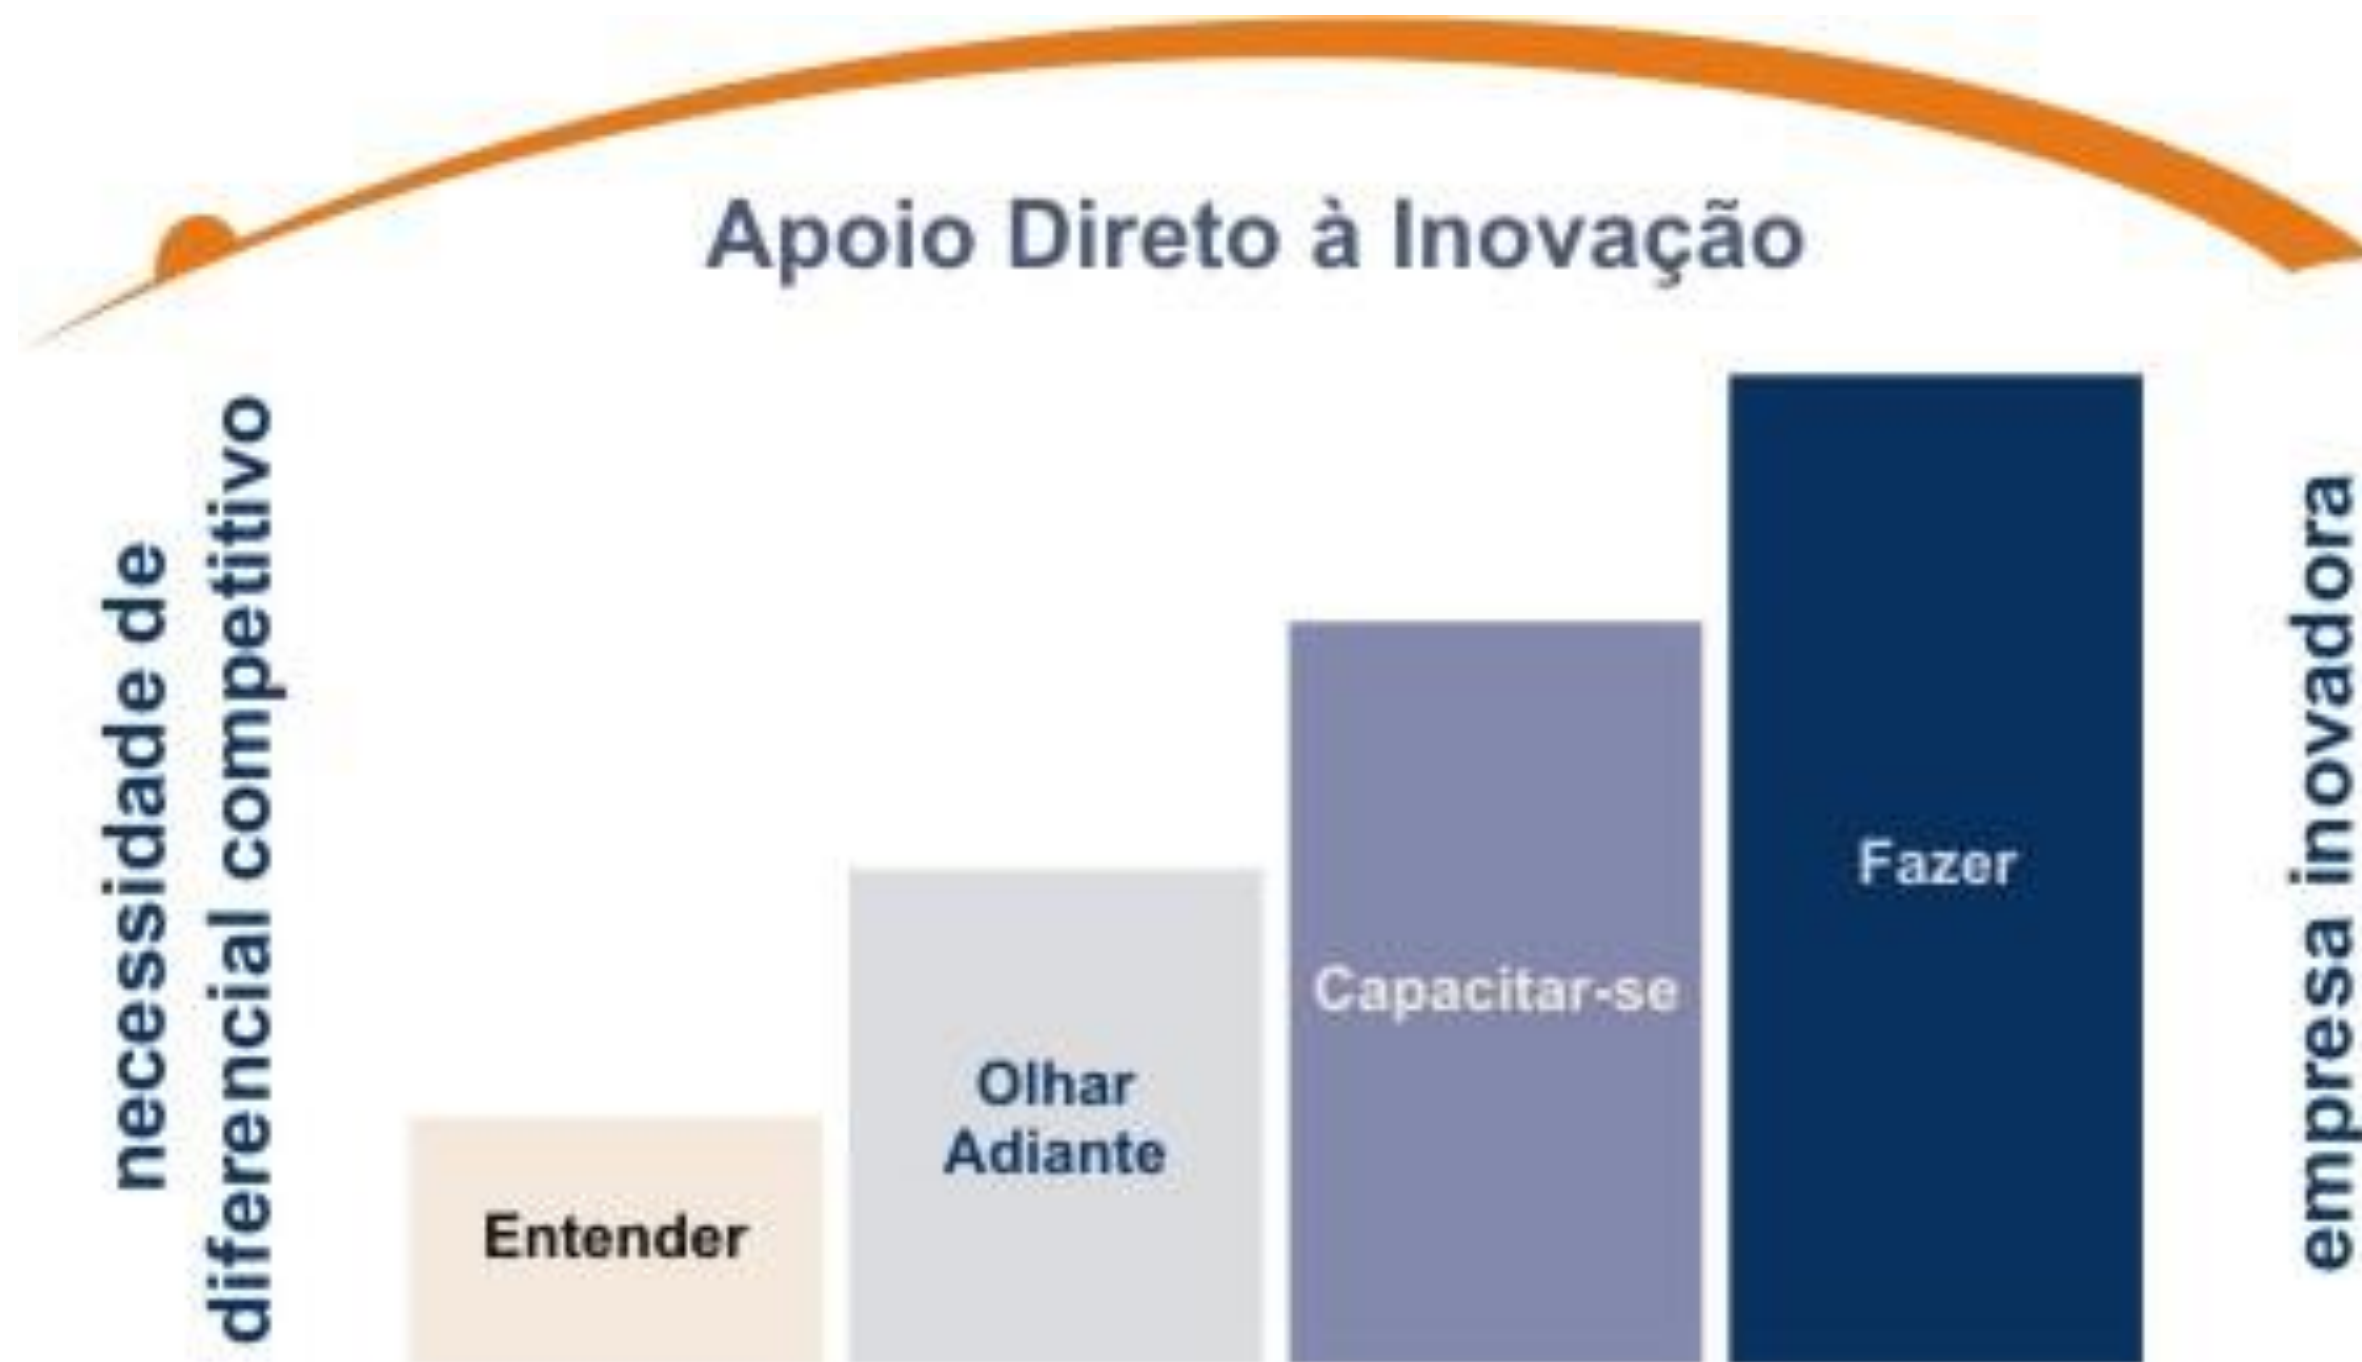 Apoio Direto à Inovação
necessidade de
diferencial competitivo
Entender
Olhar
Adiante
Capacitar-se
Fazer
empresa inovadora